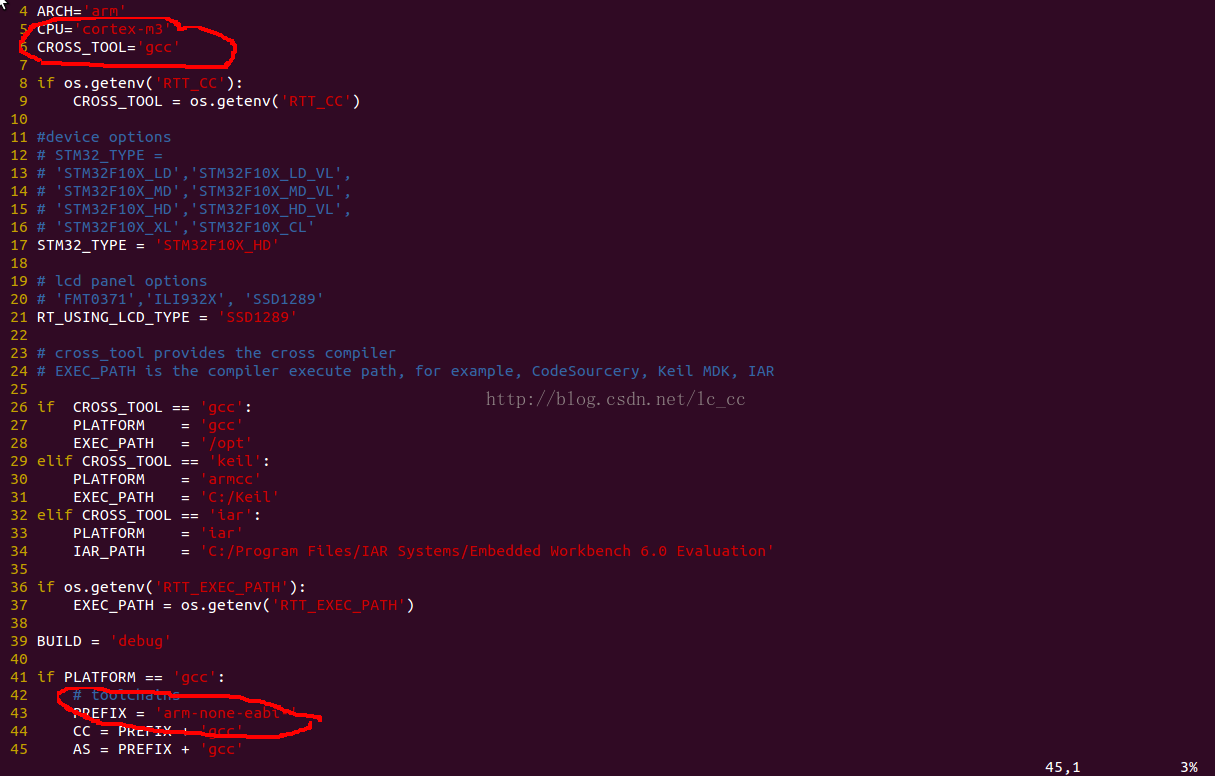 4 ARCH='arm'
5 CPU='cortex-m3'
6 CROSS_TOOL='gcc'
7
8 if os.getenv('RTT_CC'):
9 CROSS_TOOL = os.getenv('RTT_CC')
10
11 #device options
12 # STM32_TYPE =
13 # 'STM32F10X_LD','STM32F10X_LD_VL',
14 # 'STM32F10X_MD','STM32F10X_MD_VL',
15 # 'STM32F10X_HD','STM32F10X_HD_VL',
16 # 'STM32F10X_XL','STM32F10X_CL'
17 STM32_TYPE = 'STM32F10X_HD'
18
19 # lcd panel options
20 # 'FMT0371','ILI932X', 'SSD1289'
21 RT_USING_LCD_TYPE = 'SSD1289'
22
23 # cross_tool provides the cross compiler
24 # EXEC_PATH is the compiler execute path, for example, CodeSourcery, Keil MDK, IAR
25
http://blog.csdn.net/lc_cc
26 if  CROSS_TOOL == 'gcc':
27 PLATFORM    = 'gcc'
28 EXEC_PATH   = '/opt'
29 elif CROSS_TOOL == 'keil':
30 PLATFORM    = 'armcc'
31 EXEC_PATH   = 'C:/Keil'
32 elif CROSS_TOOL == 'iar':
33 PLATFORM    = 'iar'
34 IAR_PATH    = 'C:/Program Files/IAR Systems/Embedded Workbench 6.0 Evaluation'
35
36 if os.getenv('RTT_EXEC_PATH'):
37 EXEC_PATH = os.getenv('RTT_EXEC_PATH')
38
39 BUILD = 'debug'
40
41 if PLATFORM == 'gcc':
42 # toolchains
43 PREFIX = 'arm-none-eabi-'
44 CC = PREFIX + 'gcc'
45 AS = PREFIX + 'gcc'
45,1 3%